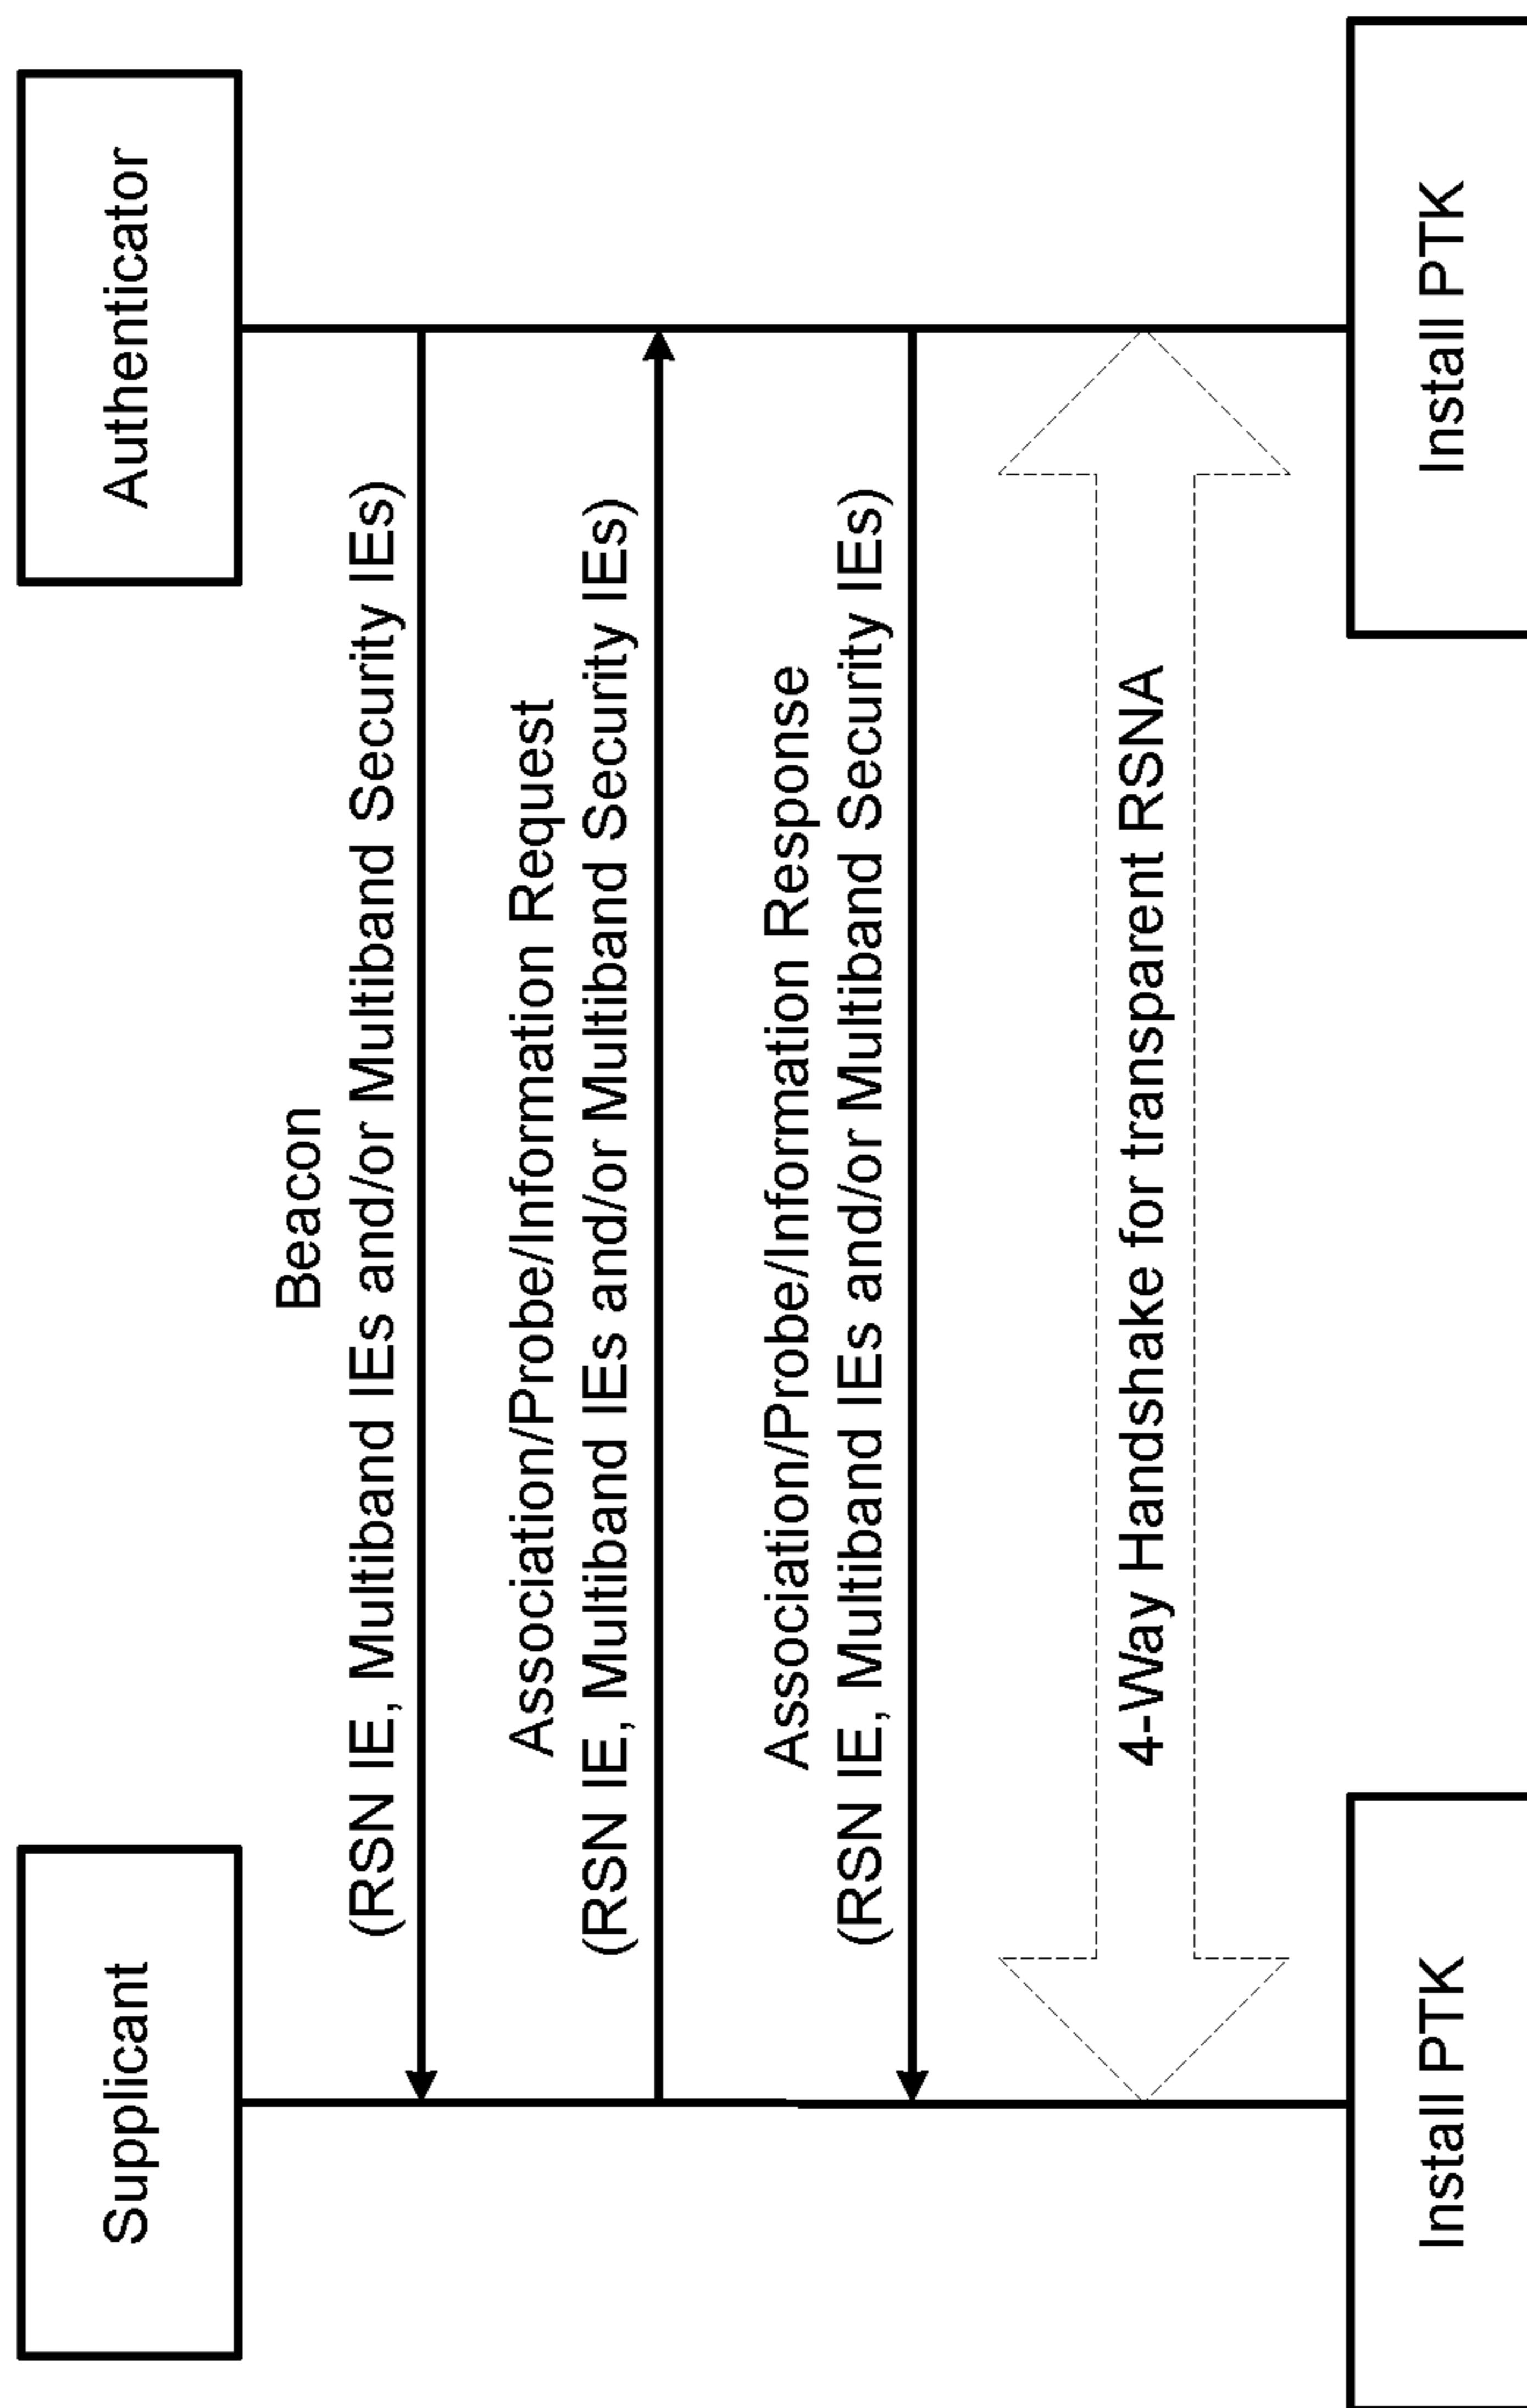 Supplicant
Authenticator
Beacon
(RSN IE, Multiband IEs and/or Multiband Security IEs)
Association/Probe/Information Request
(RSN IE, Multiband IEs and/or Multiband Security IEs)
Association/Probe/Information Response
(RSN IE, Multiband IEs and/or Multiband Security IEs)
4-Way Handshake for transparent RSNA
Install PTK
Install PTK